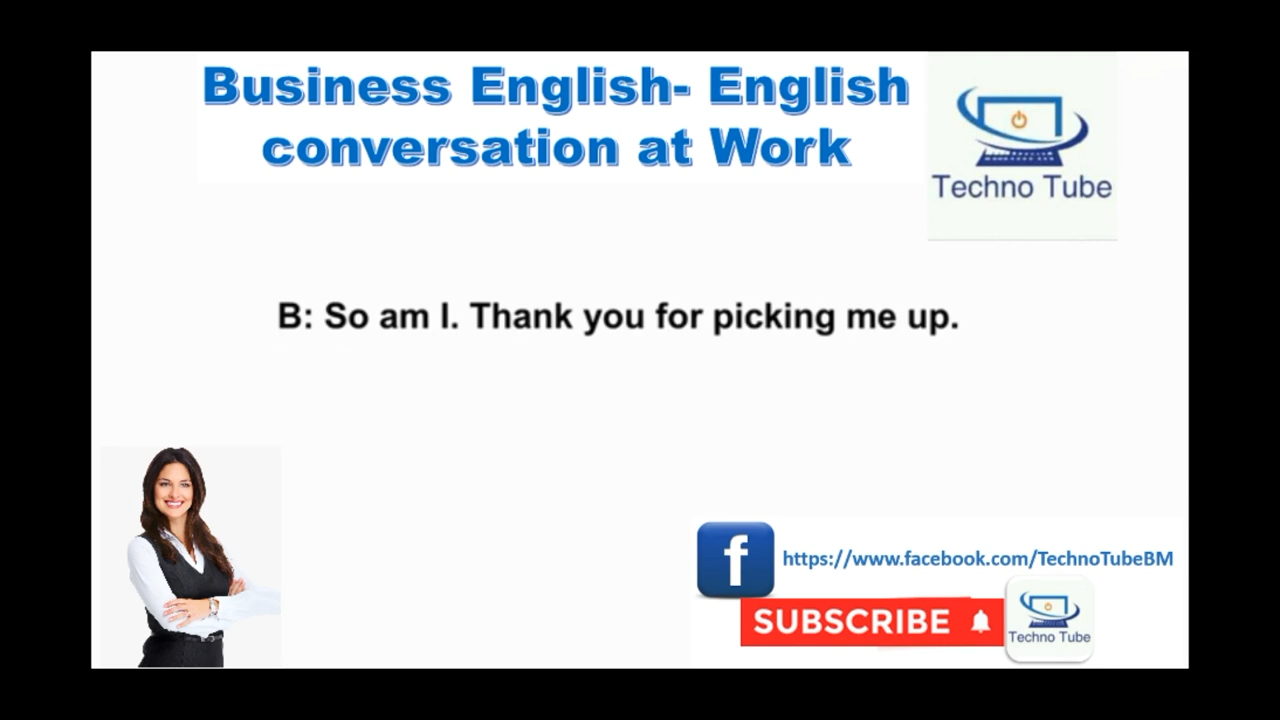 Business English- English
conversation at Work
Techno Tube
B: So am I. Thank you for picking me up.
f
https://www.facebook.com/TechnoTubeBM
SUBSCRIBE
Techno Tube